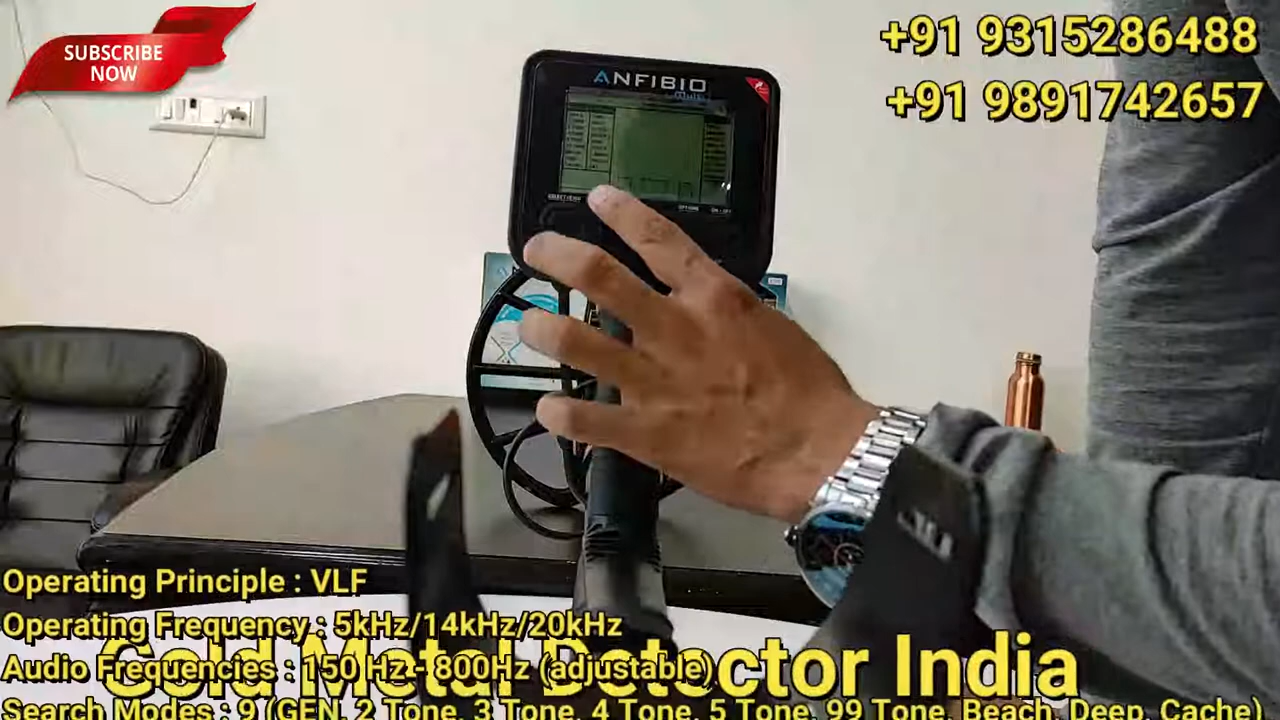 SUBSCRIBE
NOW
+91 9315286488
+91 9891742657
ANFIBIO
Multi
Operating Principle : VLF
Operating Frequency : 5kHz/14kHz/20kHz
Audio Frequencies : 150 Hz - 800Hz (adjustable)
Gold Metal Detector India
Search Modes : 9 (GEN, 2 Tone, 3 Tone, 4 Tone, 5 Tone, 99 Tone, Beach, Deep, Cache)